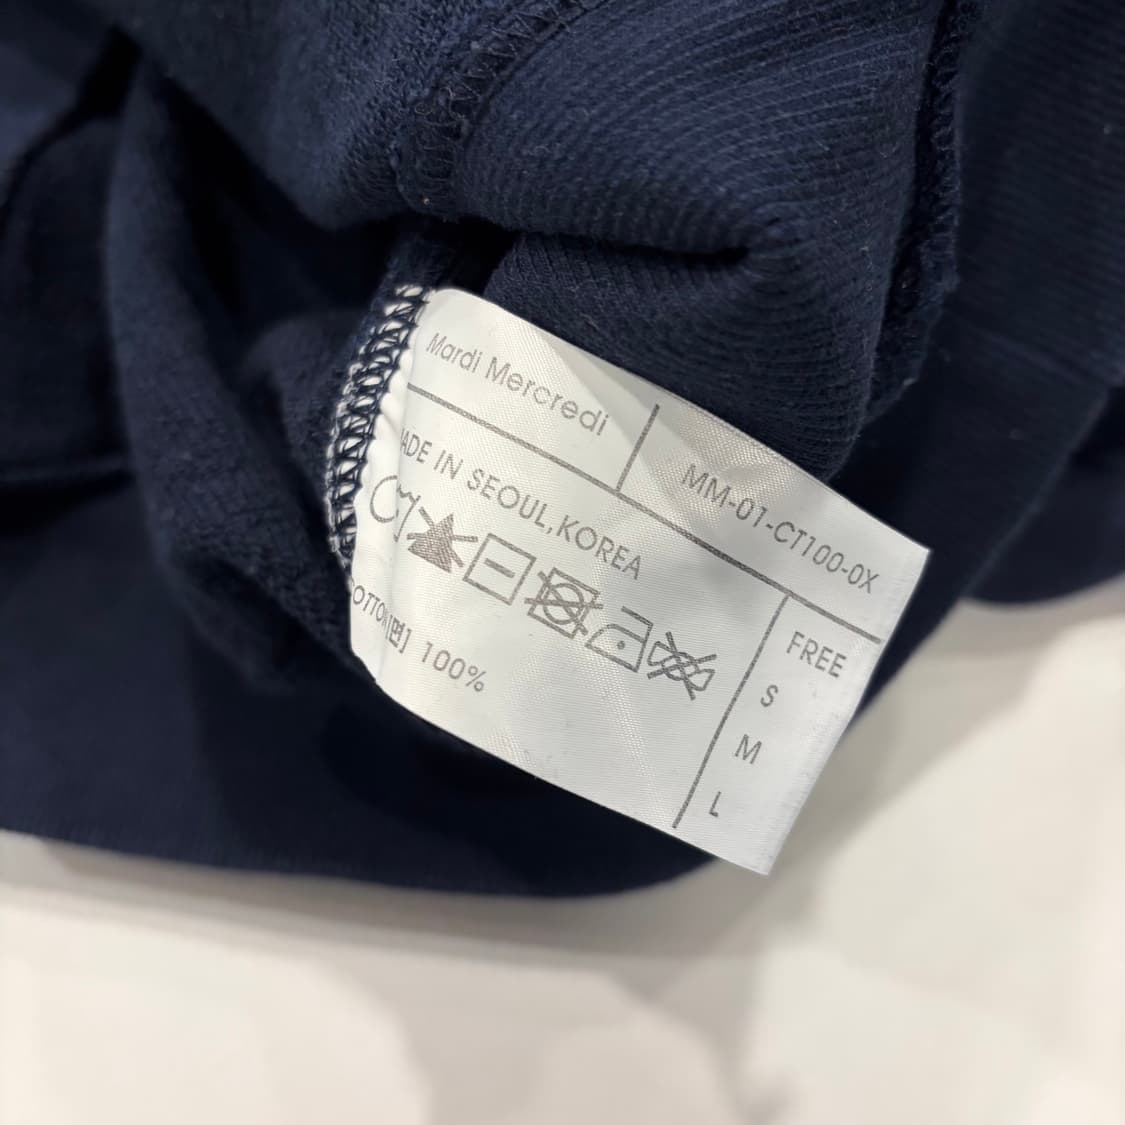 Mardi Mercredi
MM-01-CT100-0X
ADE IN SEOUL,KOREA
OTTON[면] 100%
FREE
S
M
L